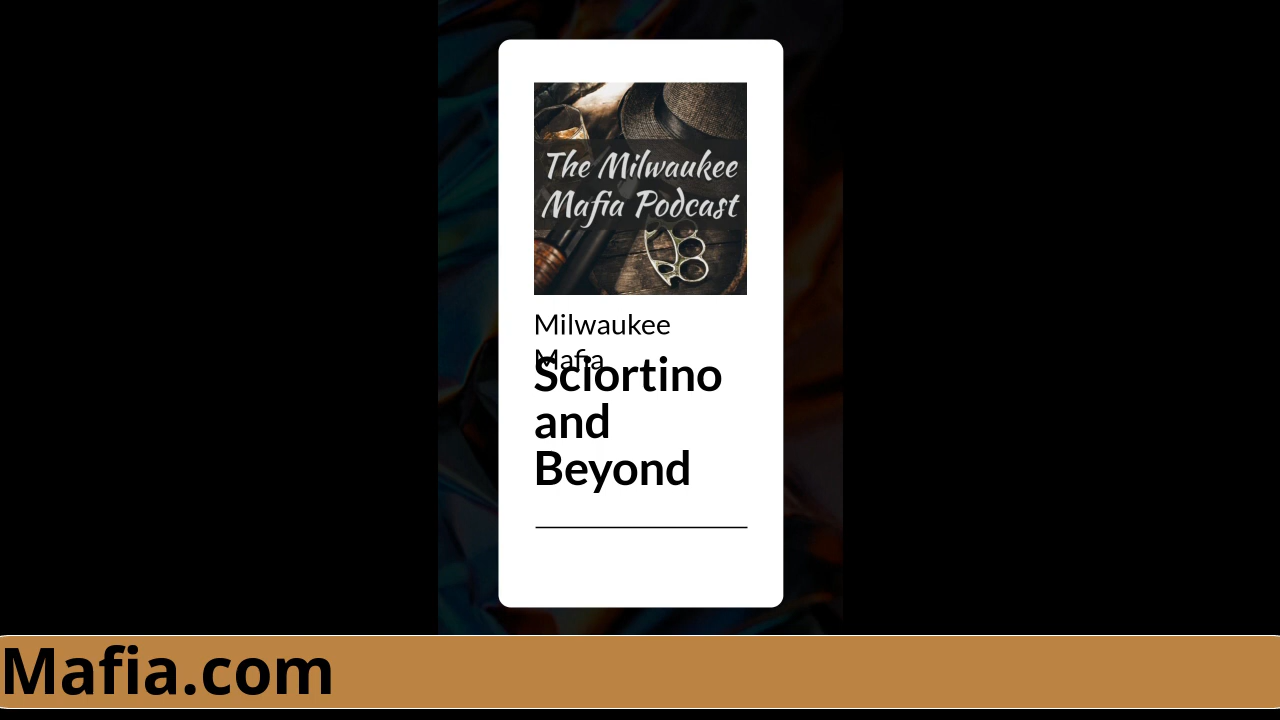 The Milwaukee
Mafia Podcast
Milwaukee
Mafia
Sciortino
and
Beyond
Mafia.com